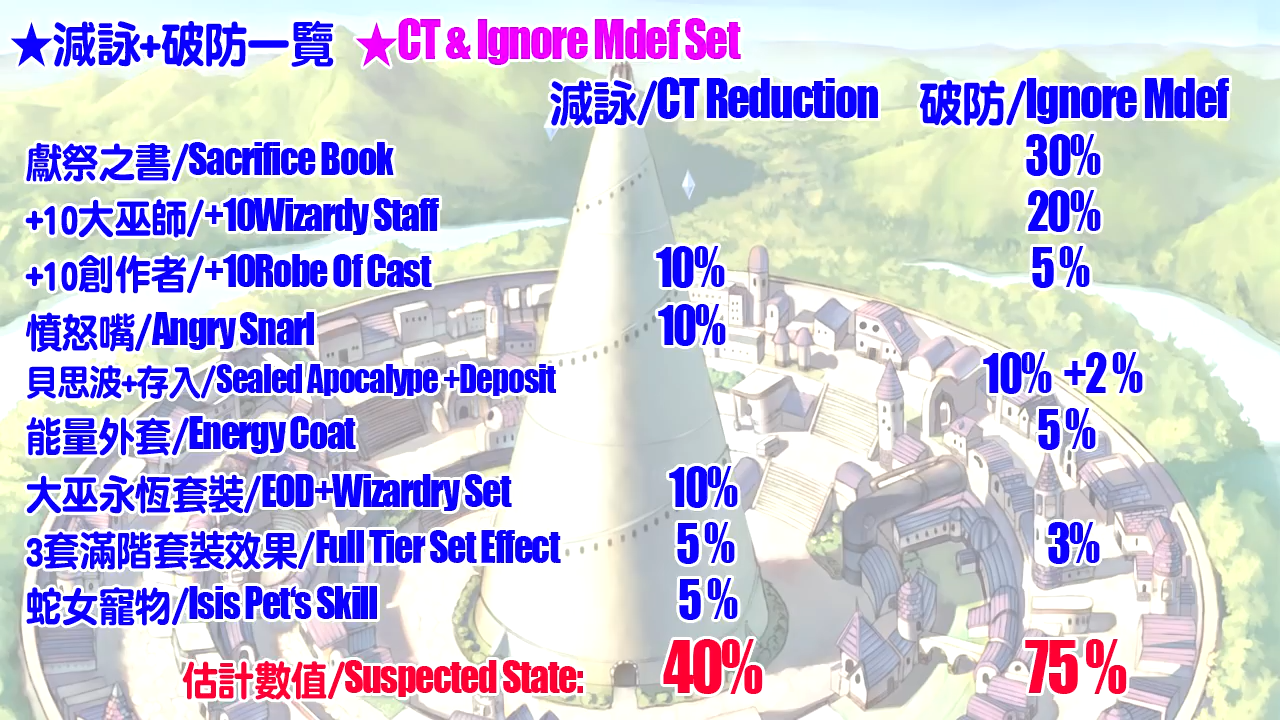 ★減詠+破防一覽 ★CT & Ignore Mdef Set
減詠/CT Reduction 破防/Ignore Mdef
獻祭之書/Sacrifice Book 30%
+10大巫師/+10Wizardy Staff 20%
+10創作者/+10Robe Of Cast 10% 5%
憤怒嘴/Angry Snarl 10%
貝思波+存入/Sealed Apocalype +Deposit 10% +2%
能量外套/Energy Coat 5%
大巫永恆套裝/EOD+Wizardry Set 10%
3套滿階套裝效果/Full Tier Set Effect 5% 3%
蛇女寵物/Isis Pet's Skill 5%
估計數值/Suspected State: 40% 75%